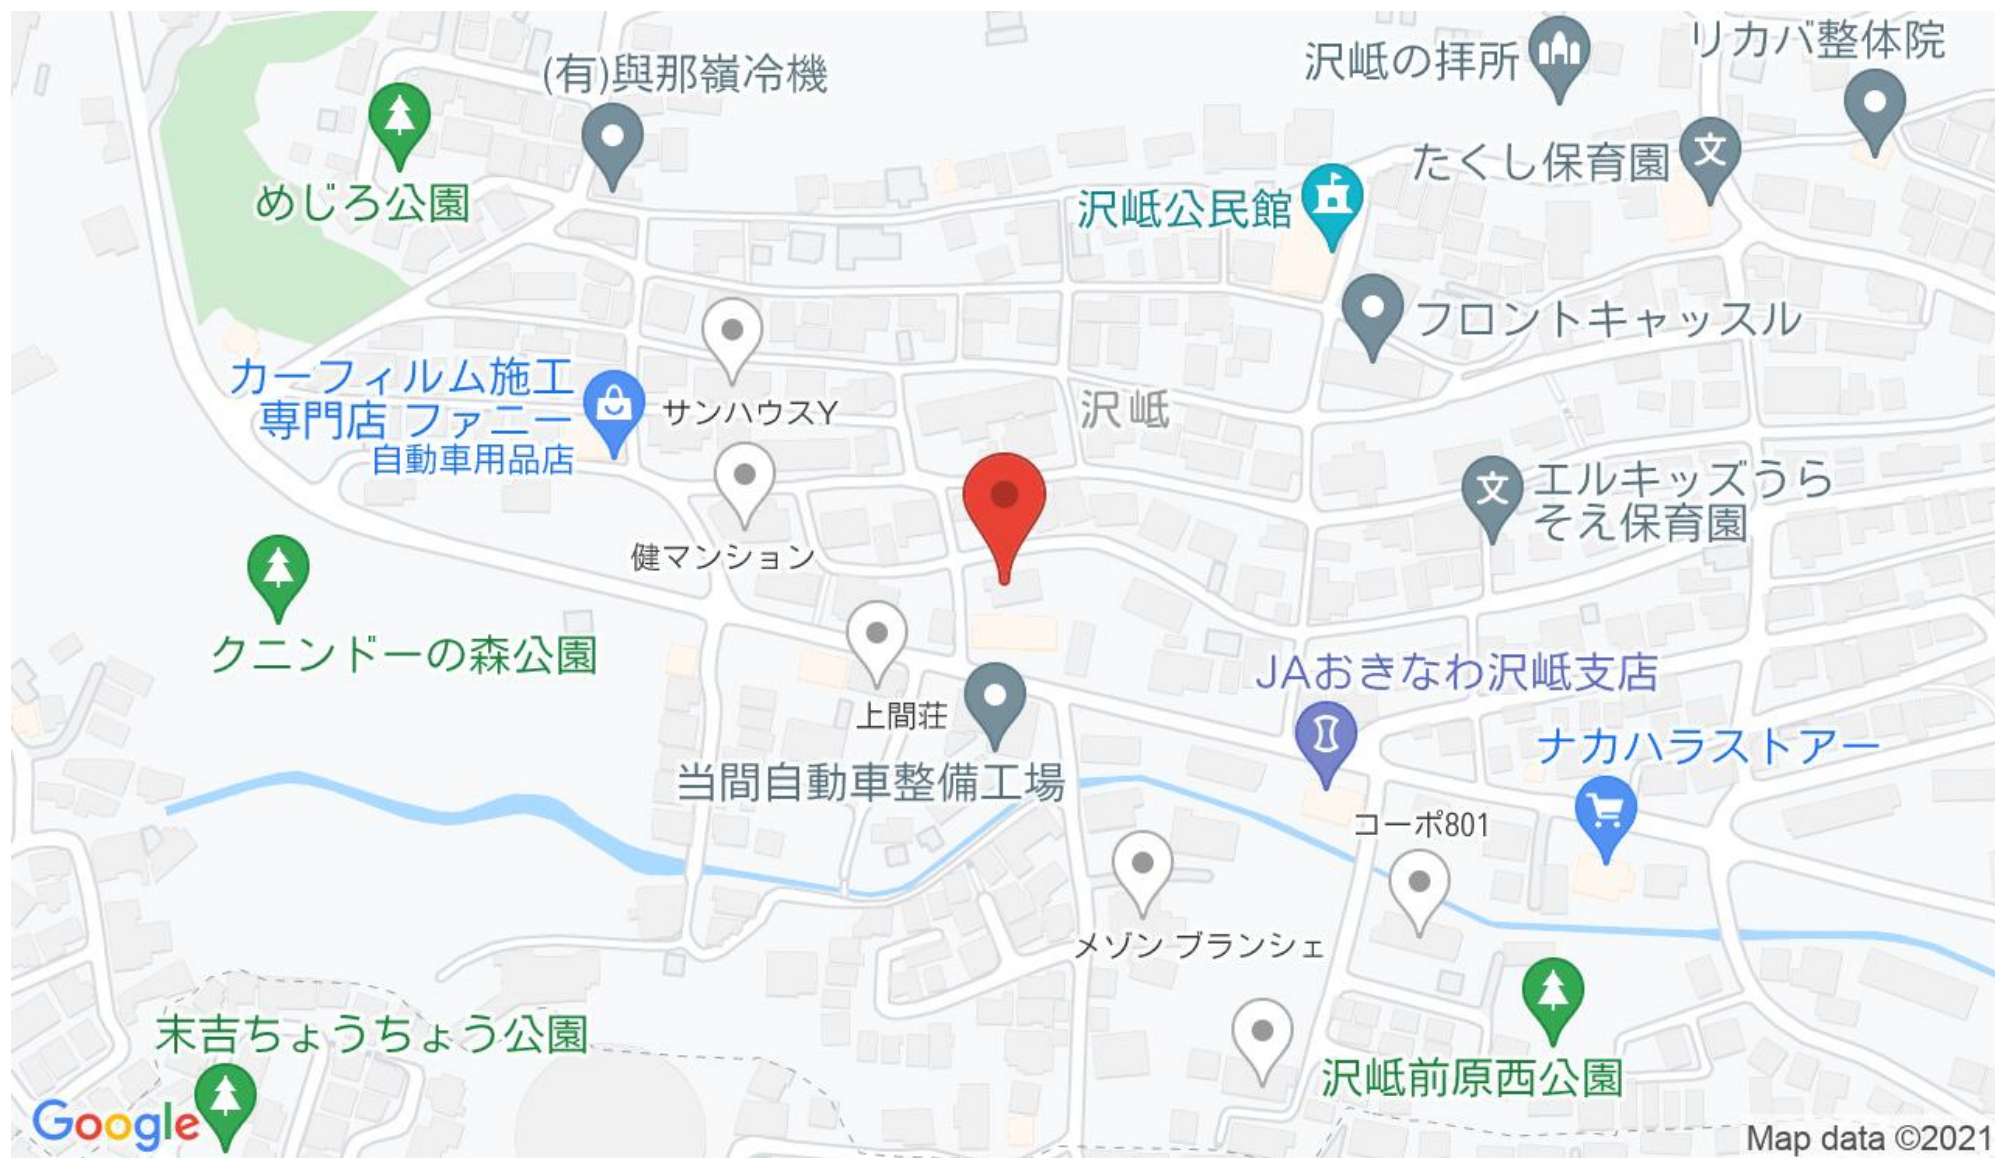 沢岻の拝所
リカバ整体院
(有)與那嶺冷機
たくし保育園
めじろ公園
沢岻公民館
フロントキャッスル
カーフィルム施工
専門店 ファニー
自動車用品店
サンハウスY
沢岻
エルキッズうら
そえ保育園
健マンション
クニンドーの森公園
JAおきなわ沢岻支店
上間荘
ナカハラストアー
当間自動車整備工場
コーポ801
メゾン ブランシェ
末吉ちょうちょう公園
沢岻前原西公園
Google
Map data ©2021